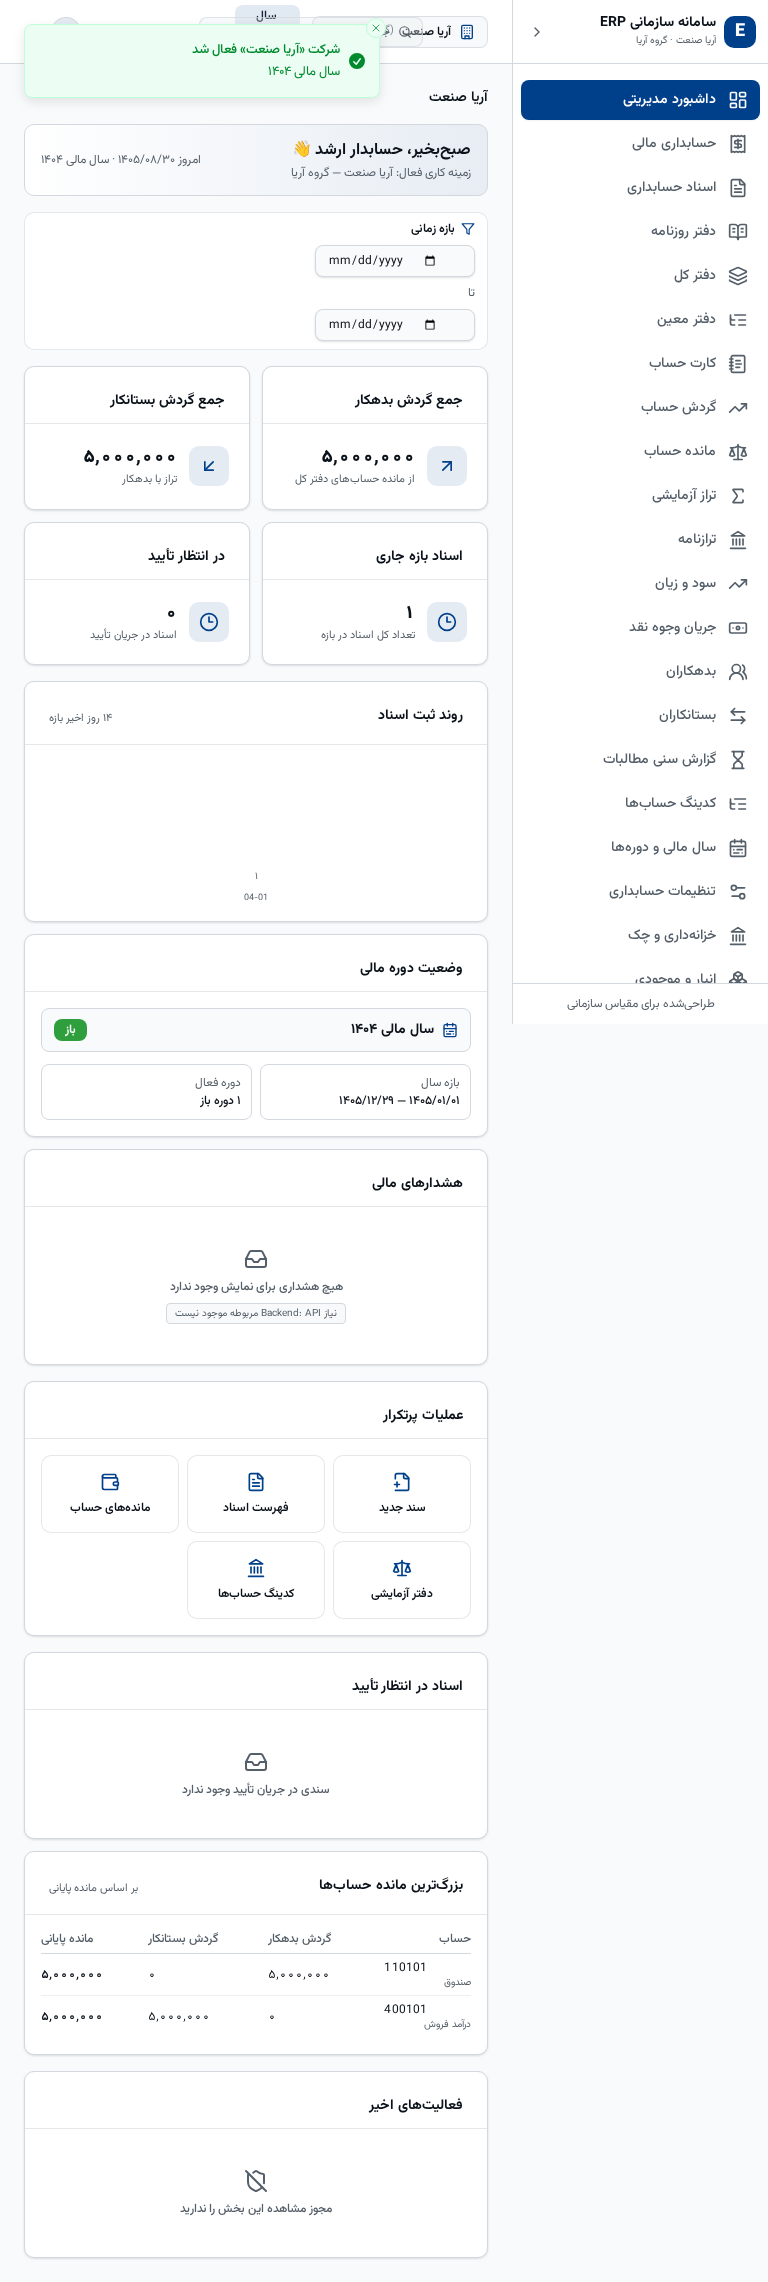 E
سامانه سازمانی ERP
آریا صنعت · گروه آریا
داشبورد مدیریتی
حسابداری مالی
اسناد حسابداری
دفتر روزنامه
دفتر کل
دفتر معین
کارت حساب
گردش حساب
مانده حساب
تراز آزمایشی
ترازنامه
سود و زیان
جریان وجوه نقد
بدهکاران
بستانکاران
گزارش سنی مطالبات
کدینگ حساب‌ها
سال مالی و دوره‌ها
تنظیمات حسابداری
خزانه‌داری و چک
انبار و موجودی
طراحی‌شده برای مقیاس سازمانی
آریا صنعت
سال
شرکت «آریا صنعت» فعال شد
سال مالی ۱۴۰۴
آریا صنعت
صبح‌بخیر، حسابدار ارشد 👋
زمینه کاری فعال: آریا صنعت — گروه آریا
امروز ۱۴۰۵/۰۸/۳۰ · سال مالی ۱۴۰۴
بازه زمانی
mm/dd/yyyy
تا
mm/dd/yyyy
جمع گردش بدهکار
۵,۰۰۰,۰۰۰
از مانده حساب‌های دفتر کل
جمع گردش بستانکار
۵,۰۰۰,۰۰۰
تراز با بدهکار
اسناد بازه جاری
۱
تعداد کل اسناد در بازه
در انتظار تأیید
۰
اسناد در جریان تأیید
روند ثبت اسناد
۱۴ روز اخیر بازه
۱
04-01
وضعیت دوره مالی
سال مالی ۱۴۰۴
باز
بازه سال
۱۴۰۵/۰۱/۰۱ — ۱۴۰۵/۱۲/۲۹
دوره فعال
۱ دوره باز
هشدارهای مالی
هیچ هشداری برای نمایش وجود ندارد
نیاز Backend: API مربوطه موجود نیست
عملیات پرتکرار
سند جدید
فهرست اسناد
مانده‌های حساب
دفتر آزمایشی
کدینگ حساب‌ها
اسناد در انتظار تأیید
سندی در جریان تأیید وجود ندارد
بزرگ‌ترین مانده حساب‌ها
بر اساس مانده پایانی
حساب گردش بدهکار گردش بستانکار مانده پایانی
110101
صندوق
۵,۰۰۰,۰۰۰ ۰ ۵,۰۰۰,۰۰۰
400101
درآمد فروش
۰ ۵,۰۰۰,۰۰۰ ۵,۰۰۰,۰۰۰
فعالیت‌های اخیر
مجوز مشاهده این بخش را ندارید